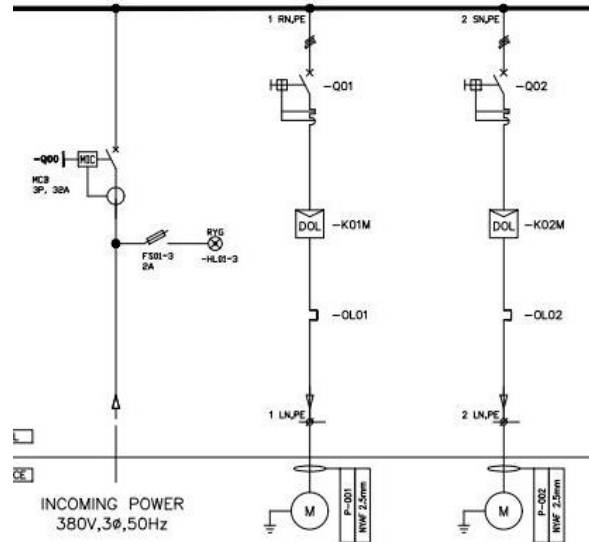 1 RN,PE
2 SN,PE
-Q01
-Q02
-Q00
MIC
MCB
3P, 32A
RYG
FS01-3
2A
-HL01-3
DOL
-K01M
DOL
-K02M
-OL01
-OL02
1 LN,PE
2 LN,PE
L
CE
INCOMING POWER
380V,3ø,50Hz
M
P-001
NYAF 2.5mm
M
P-002
NYAF 2.5mm